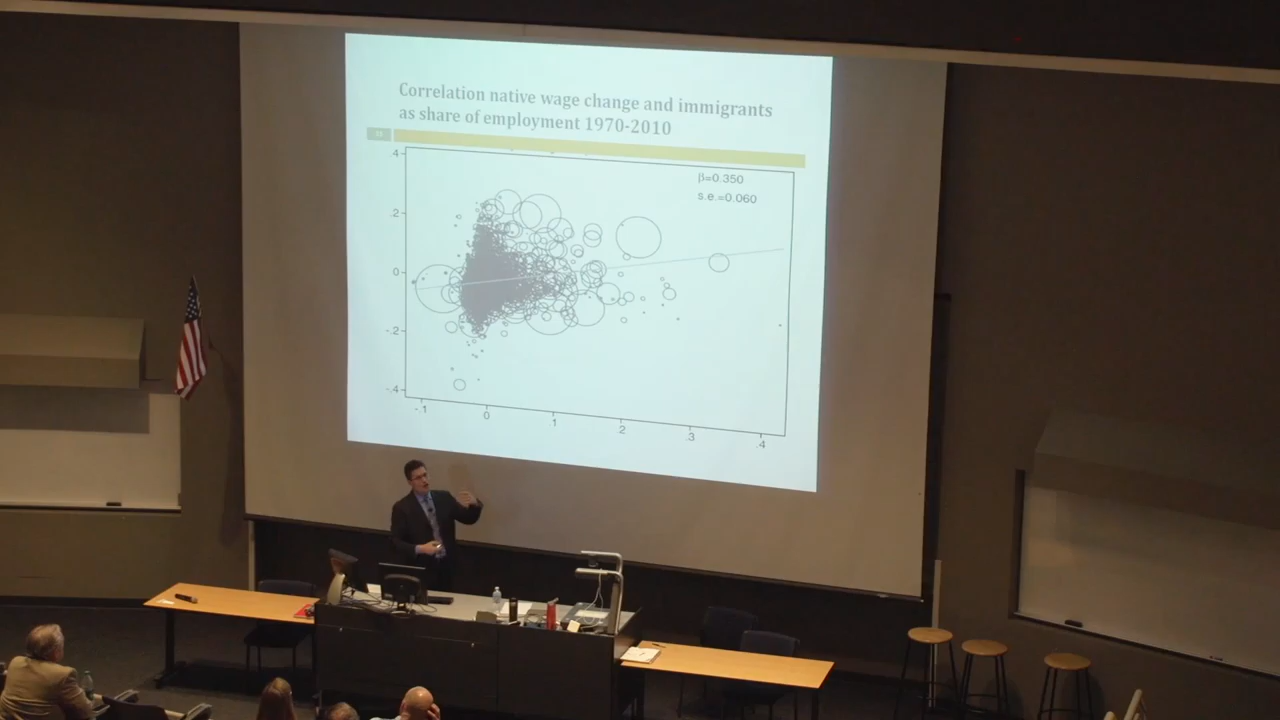 Correlation native wage change and immigrants
as share of employment 1970-2010
β=0.350
s.e.=0.060
.4
.2
0
-.2
-.4
-.1
0
.1
.2
.3
.4